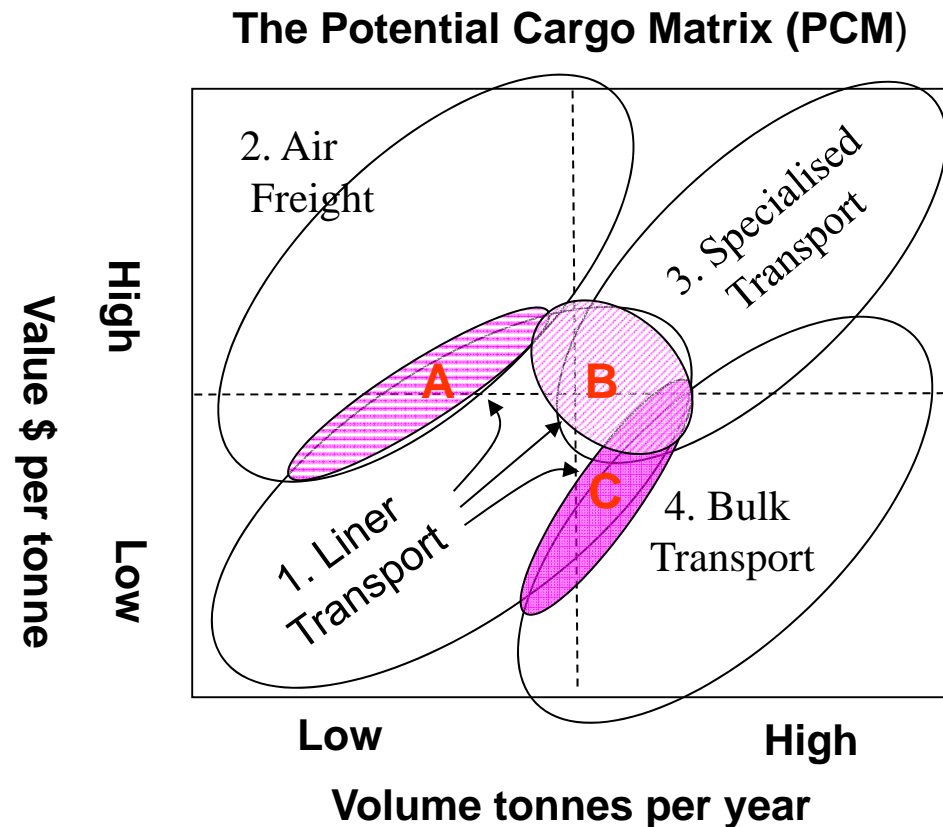 The Potential Cargo Matrix (PCM)
2. Air
Freight
3. Specialised
Transport
High
Value $ per tonne
A
B
C
Low
1. Liner
Transport
4. Bulk
Transport
Low
High
Volume tonnes per year